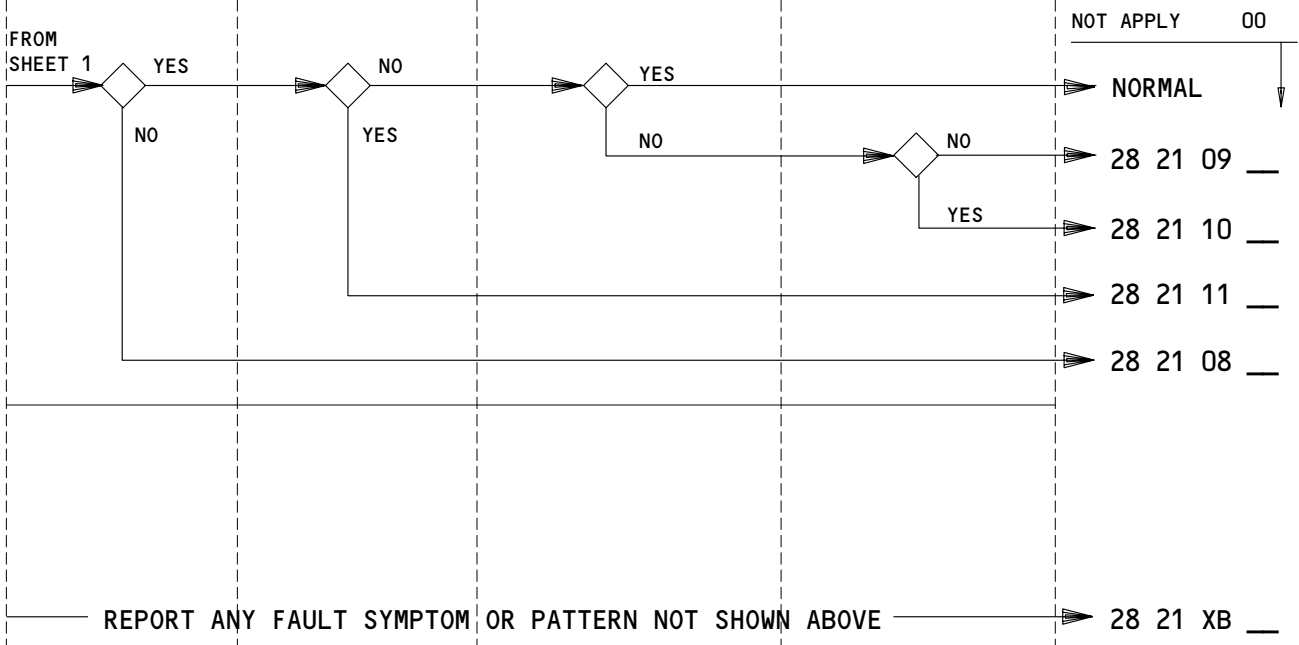 NOT APPLY 00
FROM
SHEET 1
YES
NO
YES
NORMAL
NO
YES
NO
NO
28 21 09 __
YES
28 21 10 __
28 21 11 __
28 21 08 __
REPORT ANY FAULT SYMPTOM OR PATTERN NOT SHOWN ABOVE
28 21 XB __